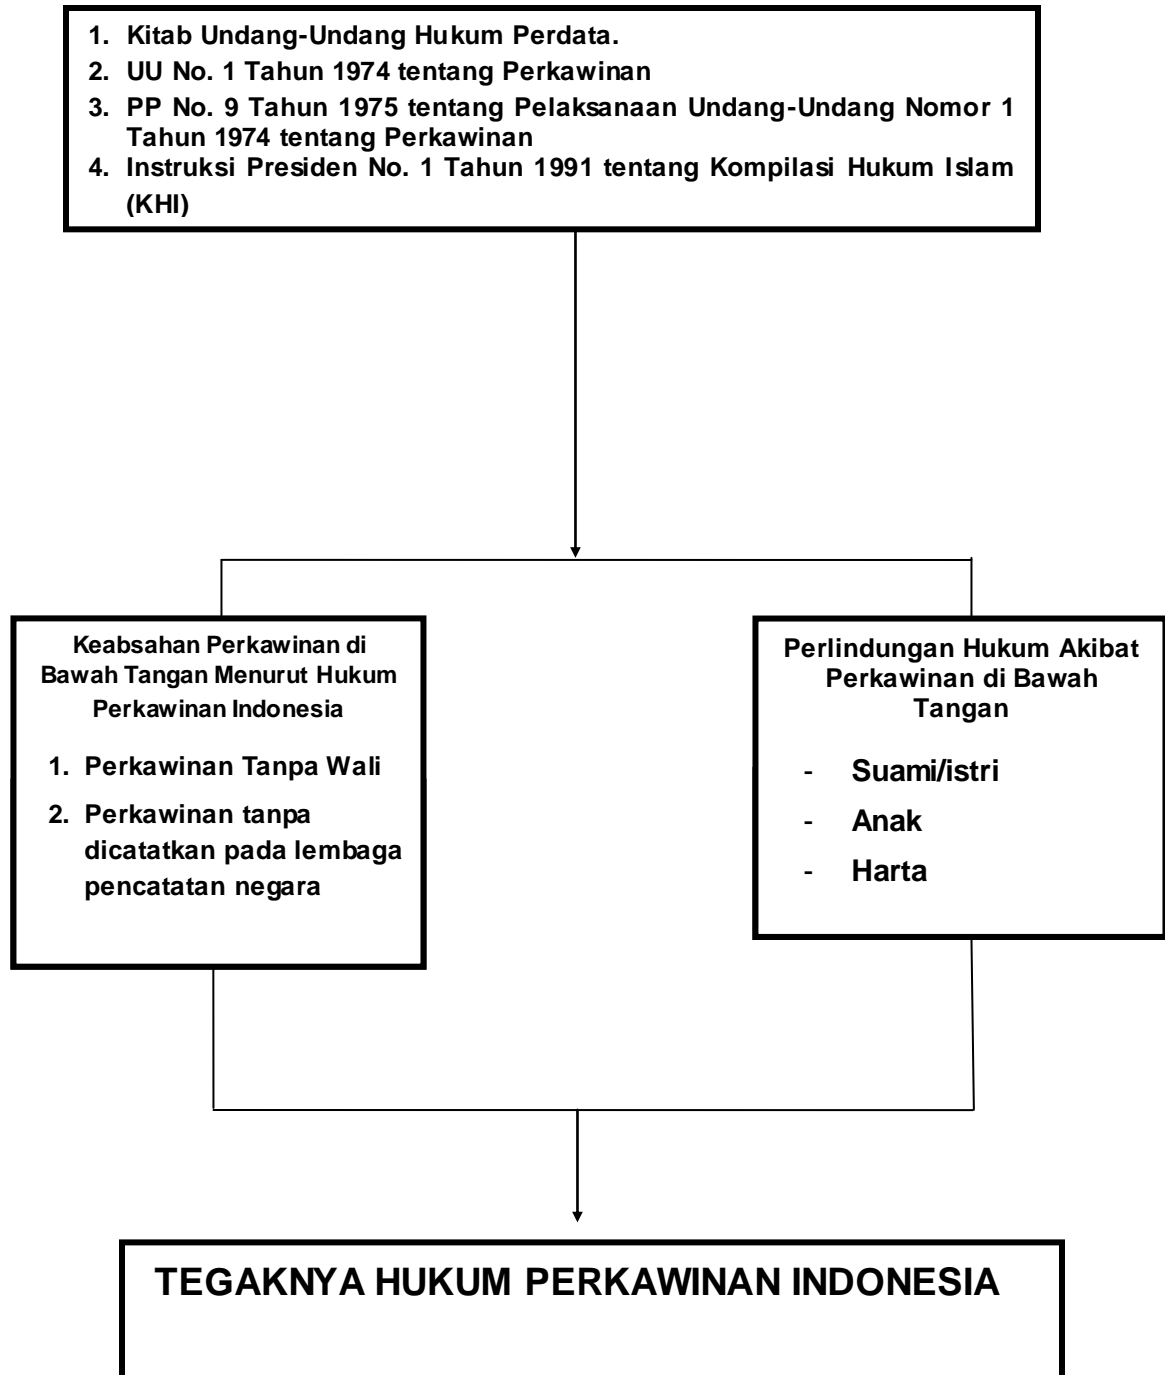 1. Kitab Undang-Undang Hukum Perdata.
2. UU No. 1 Tahun 1974 tentang Perkawinan
3. PP No. 9 Tahun 1975 tentang Pelaksanaan Undang-Undang Nomor 1
Tahun 1974 tentang Perkawinan
4. Instruksi Presiden No. 1 Tahun 1991 tentang Kompilasi Hukum Islam
(KHI)
Keabsahan Perkawinan di
Bawah Tangan Menurut Hukum
Perkawinan Indonesia
1. Perkawinan Tanpa Wali
2. Perkawinan tanpa
dicatatkan pada lembaga
pencatatan negara
Perlindungan Hukum Akibat
Perkawinan di Bawah
Tangan
- Suami/istri
- Anak
- Harta
TEGAKNYA HUKUM PERKAWINAN INDONESIA